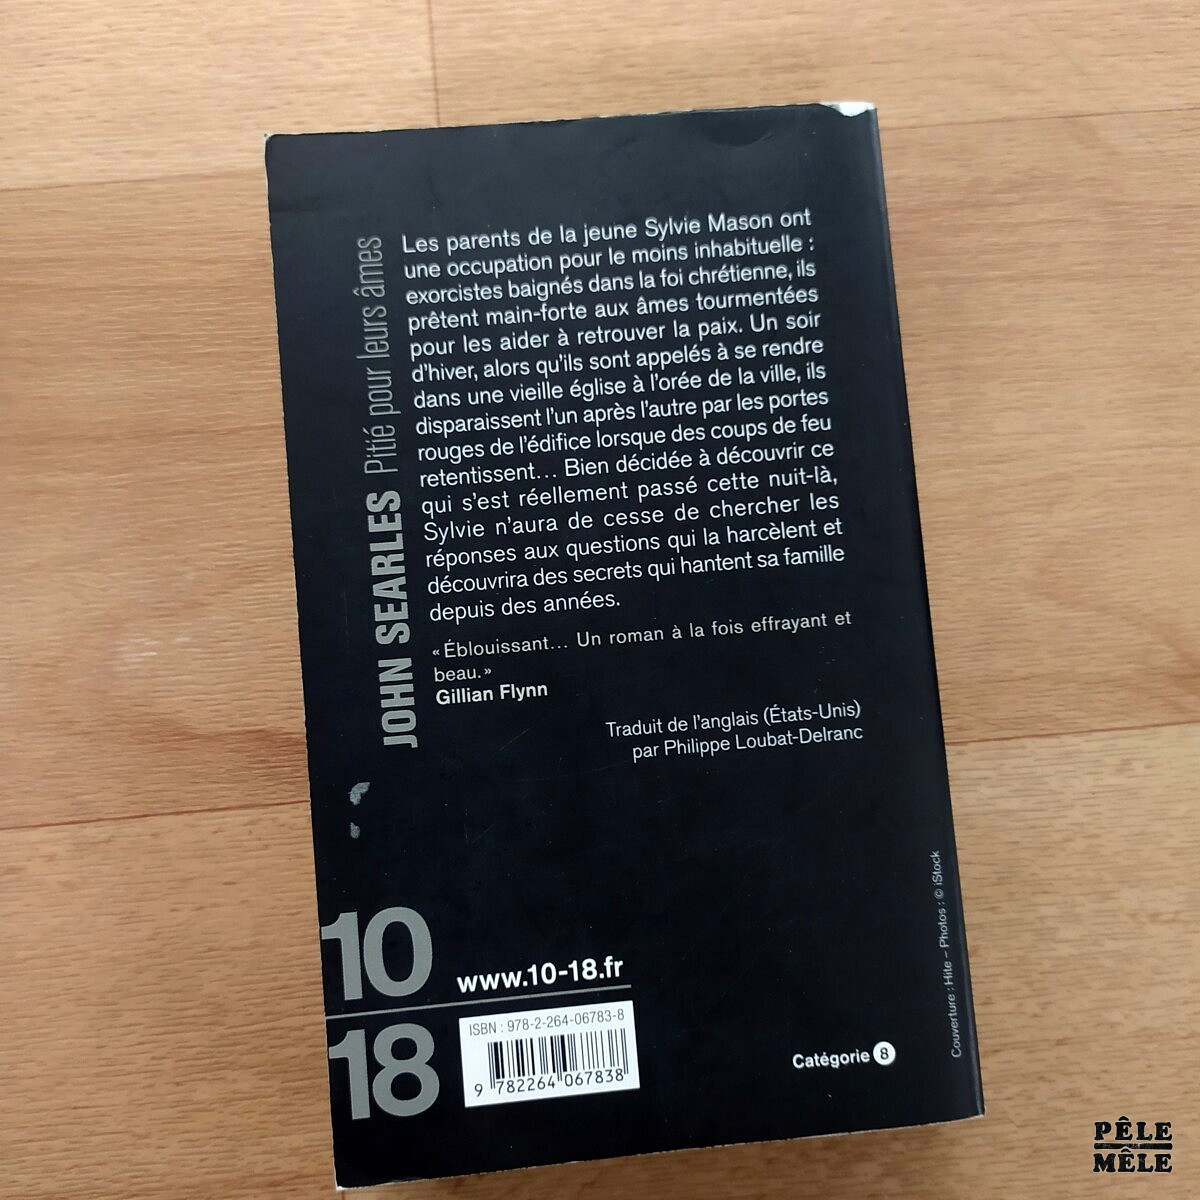 JOHN SEARLES Pitié pour leurs âmes
Les parents de la jeune Sylvie Mason ont
une occupation pour le moins inhabituelle :
exorcistes baignés dans la foi chrétienne, ils
prêtent main-forte aux âmes tourmentées
pour les aider à retrouver la paix. Un soir
d'hiver, alors qu'ils sont appelés à se rendre
dans une vieille église à l'orée de la ville, ils
disparaissent l'un après l'autre par les portes
rouges de l'édifice lorsque des coups de feu
retentissent... Bien décidée à découvrir ce
qui s'est réellement passé cette nuit-là,
Sylvie n'aura de cesse de chercher les
réponses aux questions qui la harcèlent et
découvrira des secrets qui hantent sa famille
depuis des années.
« Éblouissant... Un roman à la fois effrayant et
beau. »
Gillian Flynn
Traduit de l'anglais (États-Unis)
par Philippe Loubat-Delranc
10
18
www.10-18.fr
ISBN : 978-2-264-06783-8
9 782264 067838
Catégorie 8
Couverture : Hite – Photos : © iStock
PÊLE
MÊLE